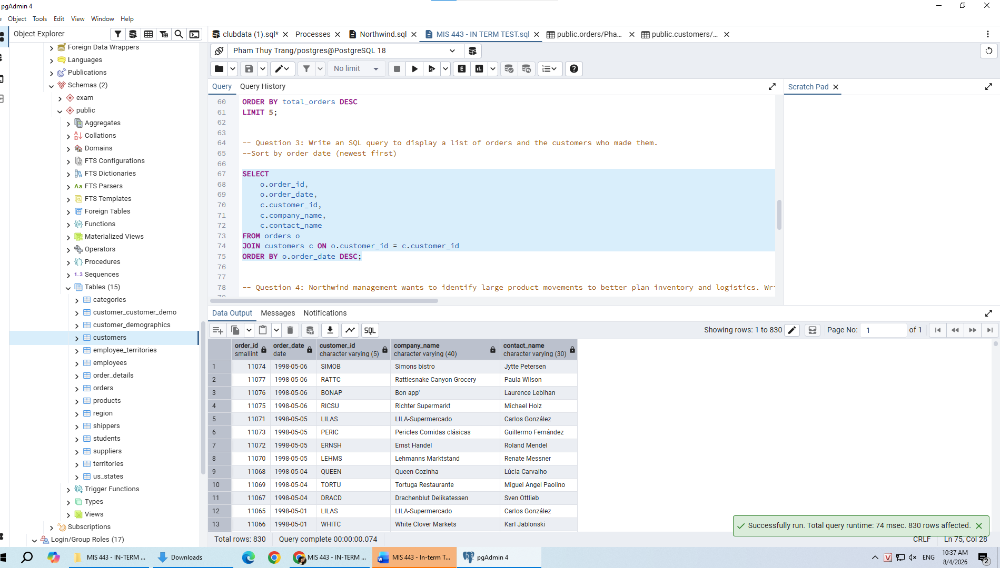 pgAdmin 4
Object Tools Edit View Window Help
Object Explorer
clubdata (1).sql* Processes Northwind.sql MIS 443 - IN TERM TEST.sql public.orders/Pha... public.customers/...
Pham Thuy Trang/postgres@PostgreSQL 18
No limit
Query Query History
Scratch Pad
Foreign Data Wrappers
Languages
Publications
Schemas (2)
exam
public
Aggregates
Collations
Domains
FTS Configurations
FTS Dictionaries
FTS Parsers
FTS Templates
Foreign Tables
Functions
Materialized Views
Operators
Procedures
Sequences
Tables (15)
categories
customer_customer_demo
customer_demographics
customers
employee_territories
employees
order_details
orders
products
region
shippers
students
suppliers
territories
us_states
Trigger Functions
Types
Views
Subscriptions
Login/Group Roles (17)
60 ORDER BY total_orders DESC
61 LIMIT 5;
62
63
64 -- Question 3: Write an SQL query to display a list of orders and the customers who made them.
65 --Sort by order date (newest first)
66
67 SELECT
68 o.order_id,
69 o.order_date,
70 c.customer_id,
71 c.company_name,
72 c.contact_name
73 FROM orders o
74 JOIN customers c ON o.customer_id = c.customer_id
75 ORDER BY o.order_date DESC;
76
77
78 -- Question 4: Northwind management wants to identify large product movements to better plan inventory and logistics.
Data Output Messages Notifications
SQL Showing rows: 1 to 830 Page No: 1 of 1
order_id order_date customer_id company_name contact_name
smallint date character varying (5) character varying (40) character varying (30)
1 11074 1998-05-06 SIMOB Simons bistro Jytte Petersen
2 11077 1998-05-06 RATTC Rattlesnake Canyon Grocery Paula Wilson
3 11076 1998-05-06 BONAP Bon app' Laurence Lebihan
4 11075 1998-05-06 RICSU Richter Supermarkt Michael Holz
5 11071 1998-05-05 LILAS LILA-Supermercado Carlos González
6 11073 1998-05-05 PERIC Pericles Comidas clásicas Guillermo Fernández
7 11072 1998-05-05 ERNSH Ernst Handel Roland Mendel
8 11070 1998-05-05 LEHMS Lehmanns Marktstand Renate Messner
9 11068 1998-05-04 QUEEN Queen Cozinha Lúcia Carvalho
10 11069 1998-05-04 TORTU Tortuga Restaurante Miguel Angel Paolino
11 11067 1998-05-04 DRACD Drachenblut Delikatessen Sven Ottlieb
12 11065 1998-05-01 LILAS LILA-Supermercado Carlos González
13 11066 1998-05-01 WHITC White Clover Markets Karl Jablonski
Successfully run. Total query runtime: 74 msec. 830 rows affected.
Total rows: 830 Query complete 00:00:00.074 CRLF Ln 75, Col 28
MIS 443 - IN-TERM ... Downloads MIS 443 - IN-TERM ... MIS 443 - In-term T... pgAdmin 4 ENG 10:37 AM
8/4/2026 2